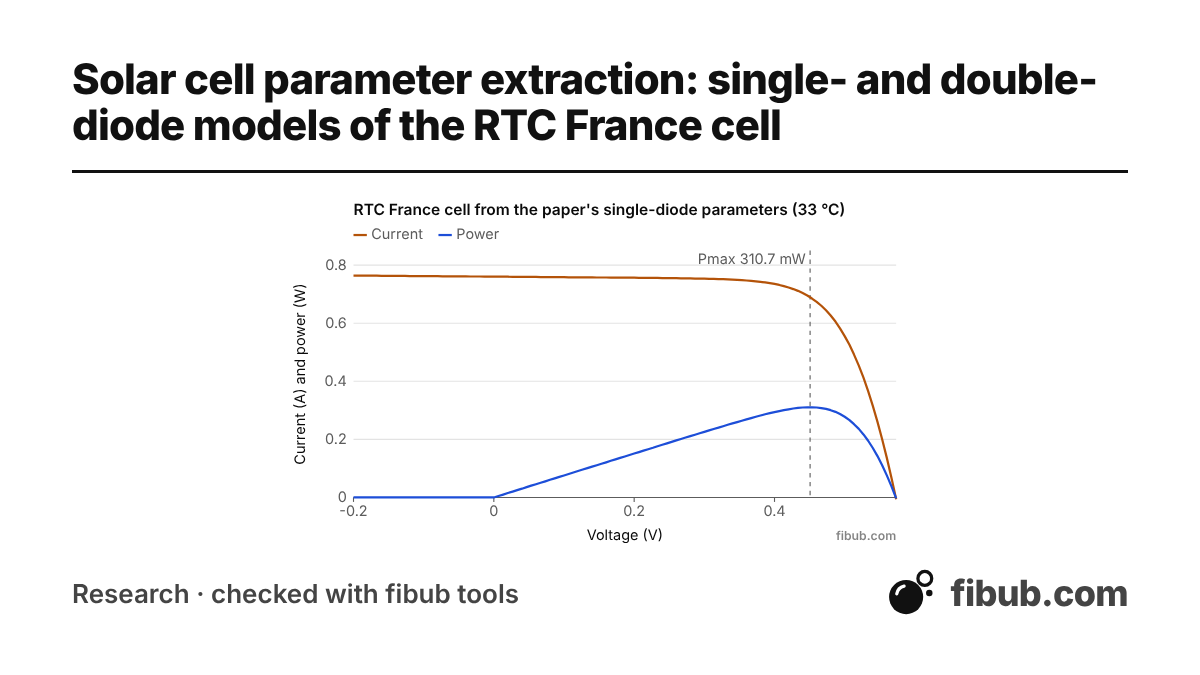 Solar cell parameter extraction: single- and double-
diode models of the RTC France cell
RTC France cell from the paper's single-diode parameters (33 °C)
Current
Power
Pmax 310.7 mW
Current (A) and power (W)
0.8
0.6
0.4
0.2
0
-0.2
0
0.2
0.4
Voltage (V)
fibub.com
Research · checked with fibub tools
fibub.com